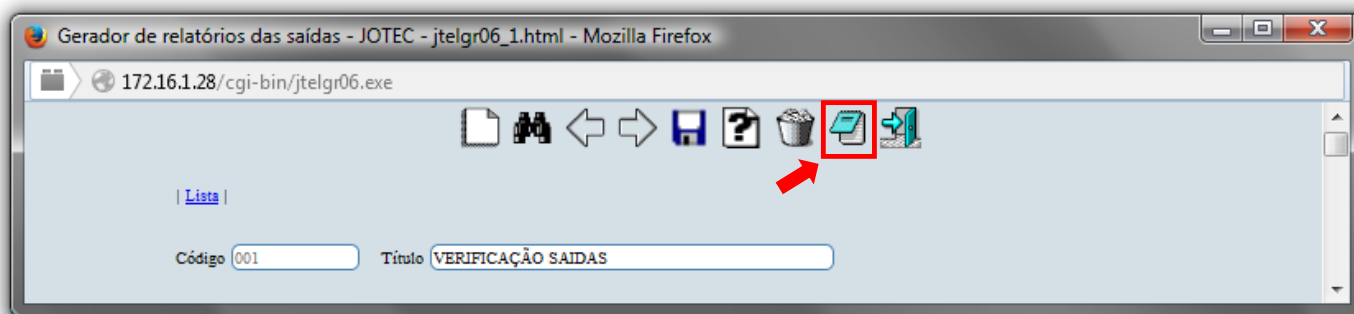 Gerador de relatórios das saídas - JOTEC - jtelgr06_1.html - Mozilla Firefox
172.16.1.28/cgi-bin/jtelgr06.exe
| Lista |
Código 001 Título VERIFICAÇÃO SAIDAS